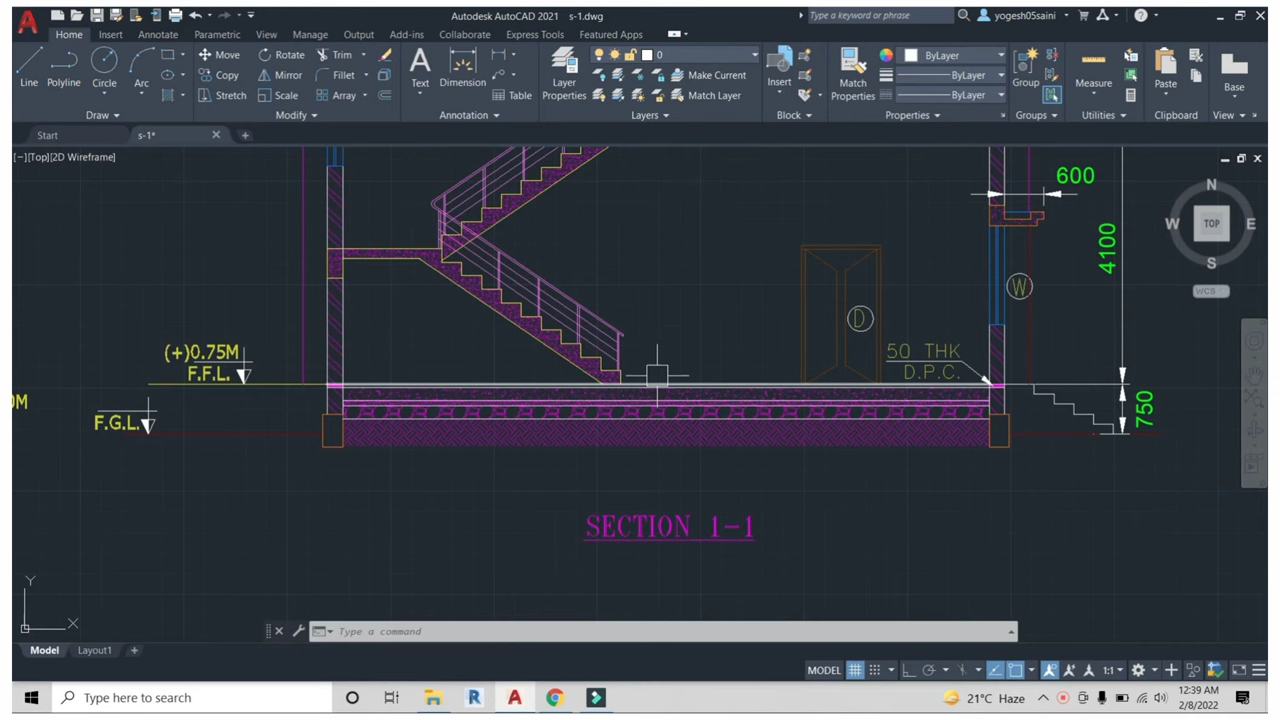 Autodesk AutoCAD 2021 s-1.dwg
Type a keyword or phrase
yogesh05saini
Home Insert Annotate Parametric View Manage Output Add-ins Collaborate Express Tools Featured Apps
Line Polyline Circle Arc
Move Rotate Trim
Copy Mirror Fillet
Stretch Scale Array
Text Dimension Table
Layer Properties
0
Make Current
Match Layer
Insert
Match Properties
ByLayer
ByLayer
ByLayer
Group
Measure
Paste
Base
Draw Modify Annotation Layers Block Properties Groups Utilities Clipboard View
Start s-1* 
[−][Top][2D Wireframe]
N
W TOP E
S
WCS
600
4100
W
D
(+)0.75M
F.F.L.
50 THK
D.P.C.
0M
F.G.L.
750
SECTION 1-1
Y
X
Type a command
Model Layout1
MODEL 1:1
Type here to search
21°C Haze
12:39 AM
2/8/2022